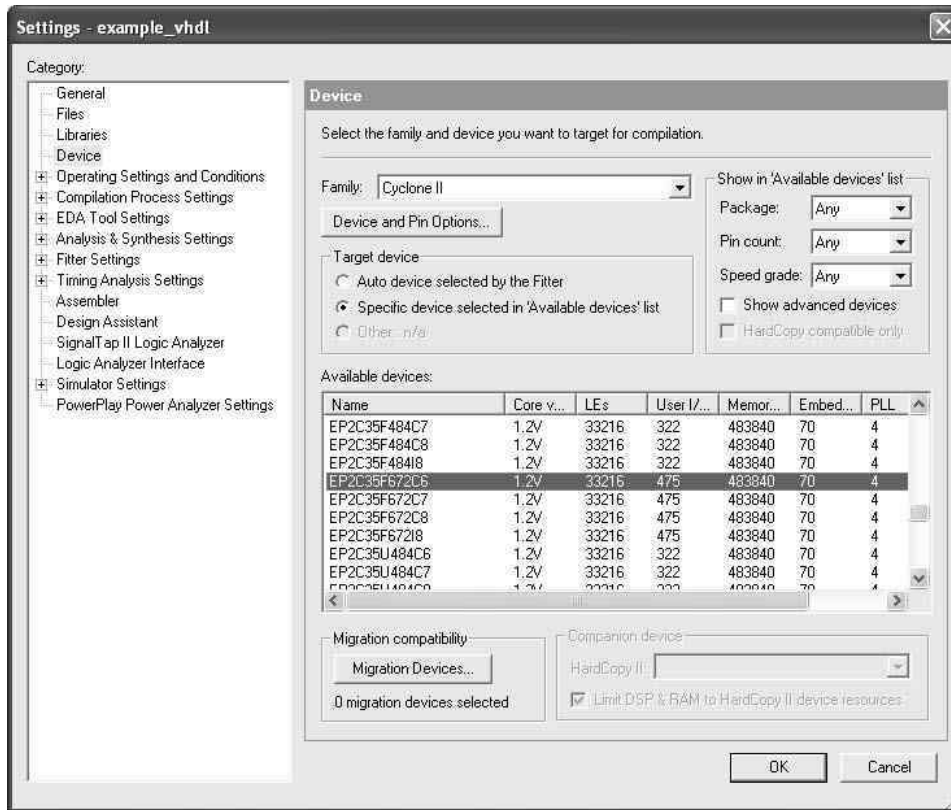 Settings - example_vhdl
Category:
General
Files
Libraries
Device
Operating Settings and Conditions
Compilation Process Settings
EDA Tool Settings
Analysis & Synthesis Settings
Fitter Settings
Timing Analysis Settings
Assembler
Design Assistant
SignalTap II Logic Analyzer
Logic Analyzer Interface
Simulator Settings
PowerPlay Power Analyzer Settings
Device
Select the family and device you want to target for compilation.
Family: Cyclone II
Device and Pin Options...
Target device
Auto device selected by the Fitter
Specific device selected in 'Available devices' list
Other: n/a
Show in 'Available devices' list
Package: Any
Pin count: Any
Speed grade: Any
Show advanced devices
HardCopy compatible only
Available devices:
Name Core v... LEs User I/... Memor... Embed... PLL
EP2C35F484C7 1.2V 33216 322 483840 70 4
EP2C35F484C8 1.2V 33216 322 483840 70 4
EP2C35F484I8 1.2V 33216 322 483840 70 4
EP2C35F672C6 1.2V 33216 475 483840 70 4
EP2C35F672C7 1.2V 33216 475 483840 70 4
EP2C35F672C8 1.2V 33216 475 483840 70 4
EP2C35F672I8 1.2V 33216 475 483840 70 4
EP2C35U484C6 1.2V 33216 322 483840 70 4
EP2C35U484C7 1.2V 33216 322 483840 70 4
Migration compatibility
Migration Devices...
0 migration devices selected
Companion device
HardCopy II:
Limit DSP & RAM to HardCopy II device resources
OK
Cancel